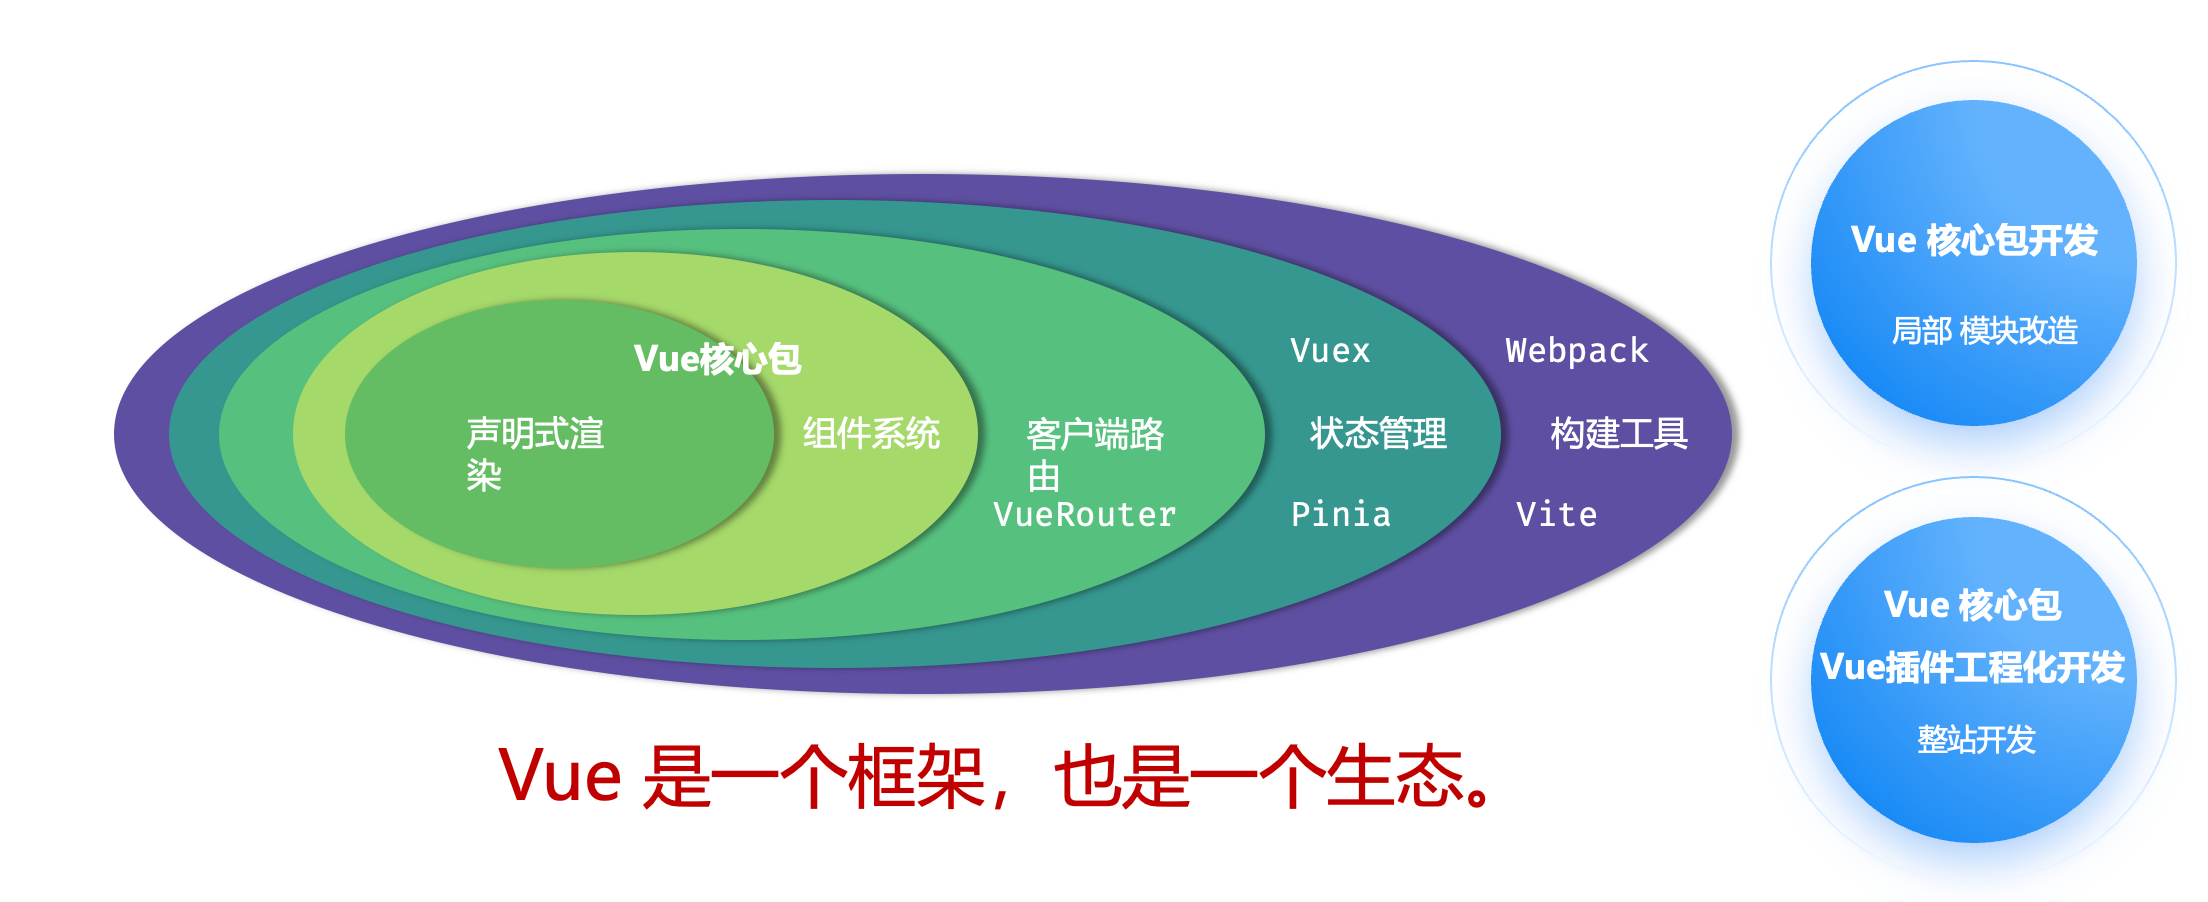 Vue核心包
声明式渲
染
组件系统
客户端路
由
VueRouter
Vuex
状态管理
Pinia
Webpack
构建工具
Vite
Vue 是一个框架，也是一个生态。
Vue 核心包开发
局部 模块改造
Vue 核心包
Vue插件工程化开发
整站开发